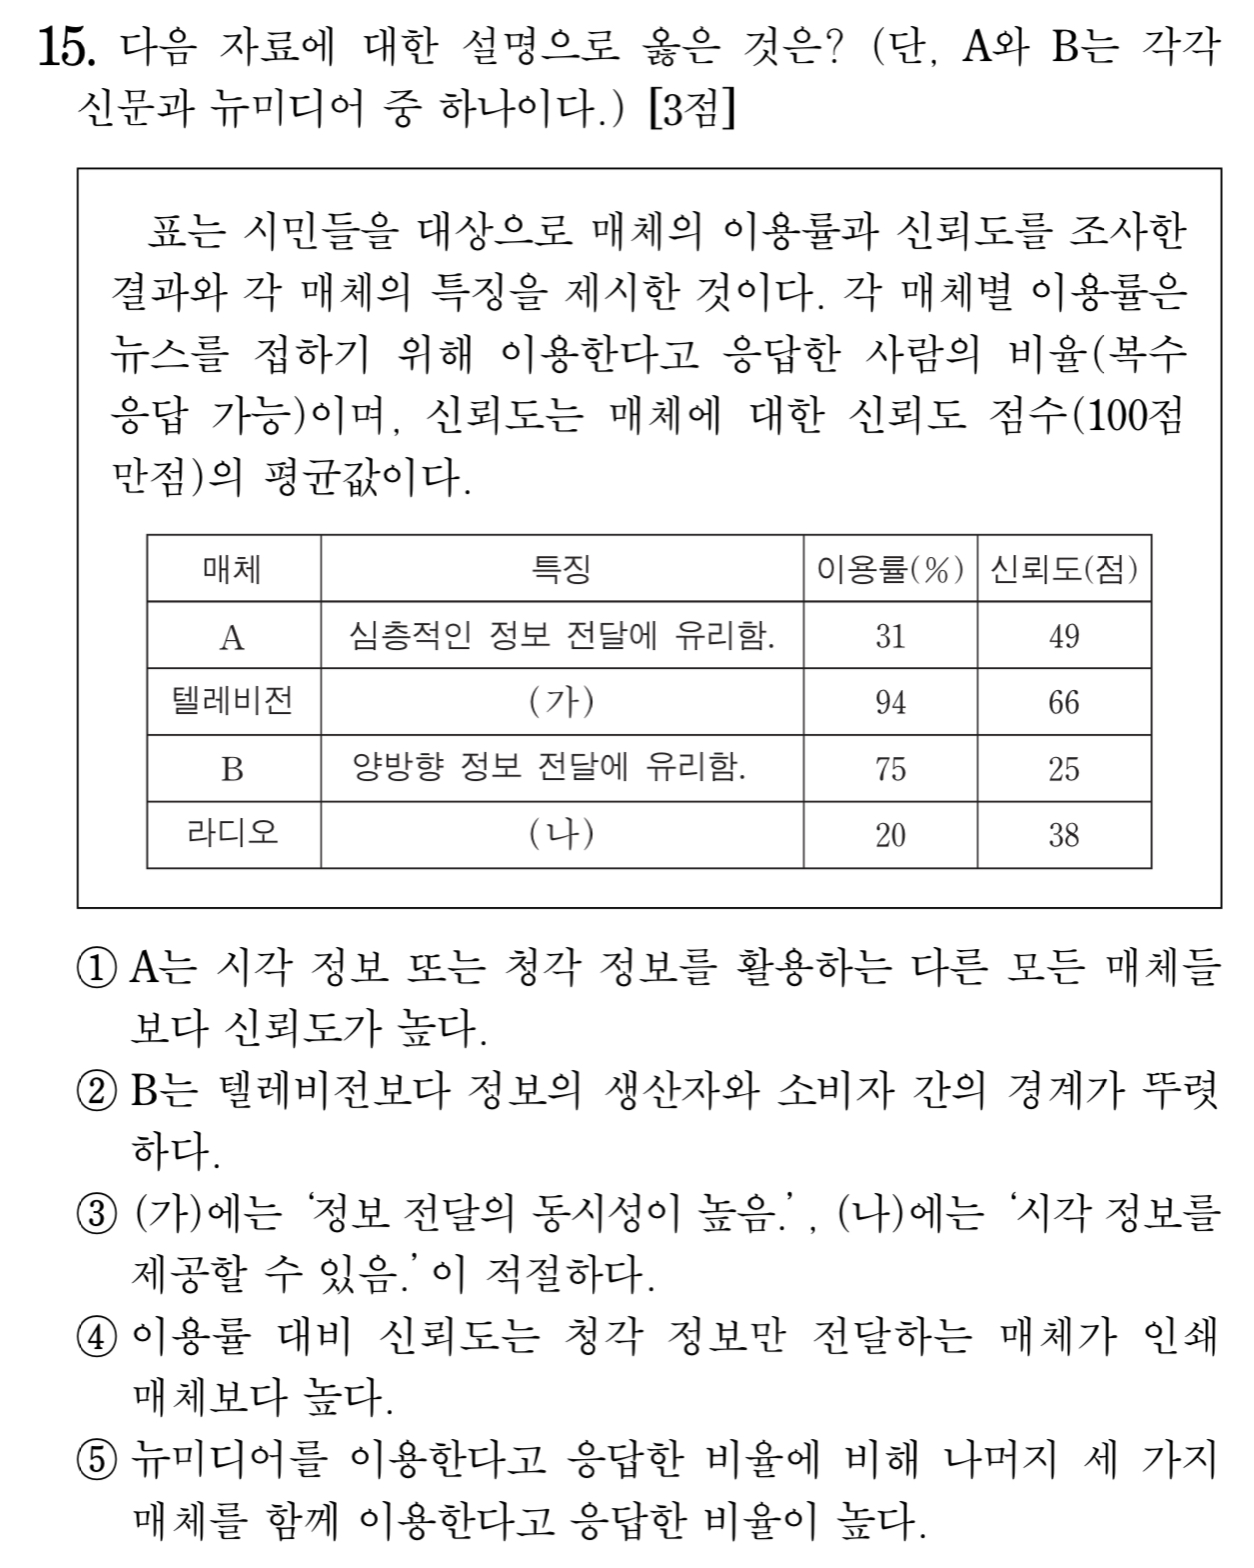 15. 다음 자료에 대한 설명으로 옳은 것은? (단, A와 B는 각각
신문과 뉴미디어 중 하나이다.) [3점]
표는 시민들을 대상으로 매체의 이용률과 신뢰도를 조사한
결과와 각 매체의 특징을 제시한 것이다. 각 매체별 이용률은
뉴스를 접하기 위해 이용한다고 응답한 사람의 비율(복수
응답 가능)이며, 신뢰도는 매체에 대한 신뢰도 점수(100점
만점)의 평균값이다.
매체 특징 이용률(%) 신뢰도(점)
A 심층적인 정보 전달에 유리함. 31 49
텔레비전 (가) 94 66
B 양방향 정보 전달에 유리함. 75 25
라디오 (나) 20 38
① A는 시각 정보 또는 청각 정보를 활용하는 다른 모든 매체들
보다 신뢰도가 높다.
② B는 텔레비전보다 정보의 생산자와 소비자 간의 경계가 뚜렷
하다.
③ (가)에는 ‘정보 전달의 동시성이 높음.’, (나)에는 ‘시각 정보를
제공할 수 있음.’이 적절하다.
④ 이용률 대비 신뢰도는 청각 정보만 전달하는 매체가 인쇄
매체보다 높다.
⑤ 뉴미디어를 이용한다고 응답한 비율에 비해 나머지 세 가지
매체를 함께 이용한다고 응답한 비율이 높다.